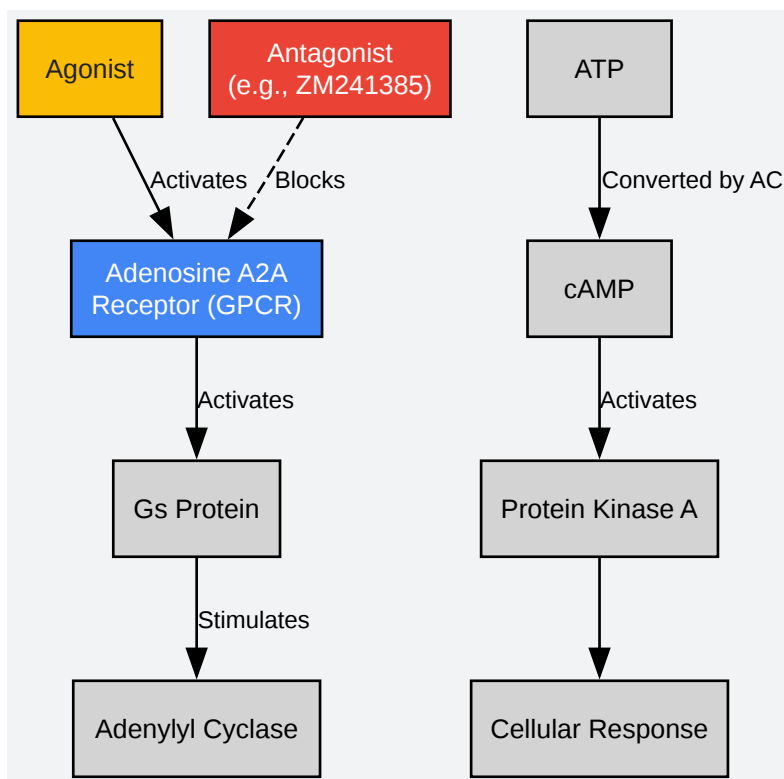 Agonist
Antagonist
(e.g., ZM241385)
ATP
Activates
Blocks
Converted by AC
Adenosine A2A
Receptor (GPCR)
cAMP
Activates
Activates
Gs Protein
Protein Kinase A
Stimulates
Adenylyl Cyclase
Cellular Response